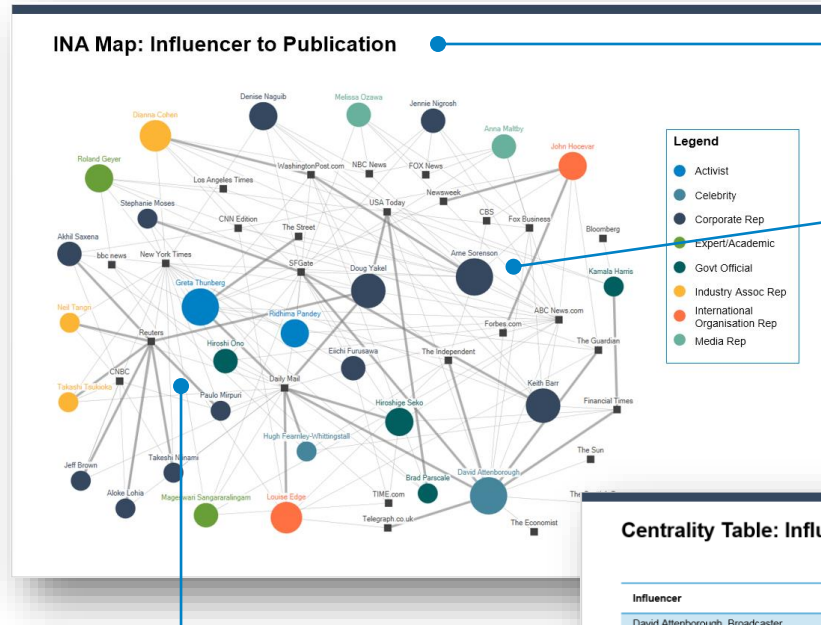 INA Map: Influencer to Publication
Denise Naguib
Melissa Ozawa
Jennie Nigrosh
Dianna Cohen
Anna Maltby
John Hocevar
Roland Geyer
WashingtonPost.com
NBC News
FOX News
Los Angeles Times
Newsweek
Stephanie Moses
USA Today
CBS
CNN Edition
The Street
Fox Business
Bloomberg
Akhil Saxena
bbc news
New York Times
SFGate
Doug Yakel
Arne Sorenson
Kamala Harris
Greta Thunberg
Neil Tangri
Ridhima Pandey
ABC News.com
Forbes.com
Reuters
Hiroshi Ono
Eiichi Furusawa
The Independent
The Guardian
CNBC
Daily Mail
Keith Barr
Takeshi Tsukioko
Paulo Mirpuri
Hiroshige Seko
Financial Times
Hugh Fearnley-Whittingstall
The Sun
Jeff Brown
Takeshi Niinami
Brad Parscale
David Attenborough
Aloke Lohia
Mageswari Sangararalingam
Louise Edge
TIME.com
Telegraph.co.uk
The Economist
Legend
Activist
Celebrity
Corporate Rep
Expert/Academic
Govt Official
Industry Assoc Rep
International
Organisation Rep
Media Rep
Centrality Table: Influ
Influencer
David Attenborough, Broadcaster